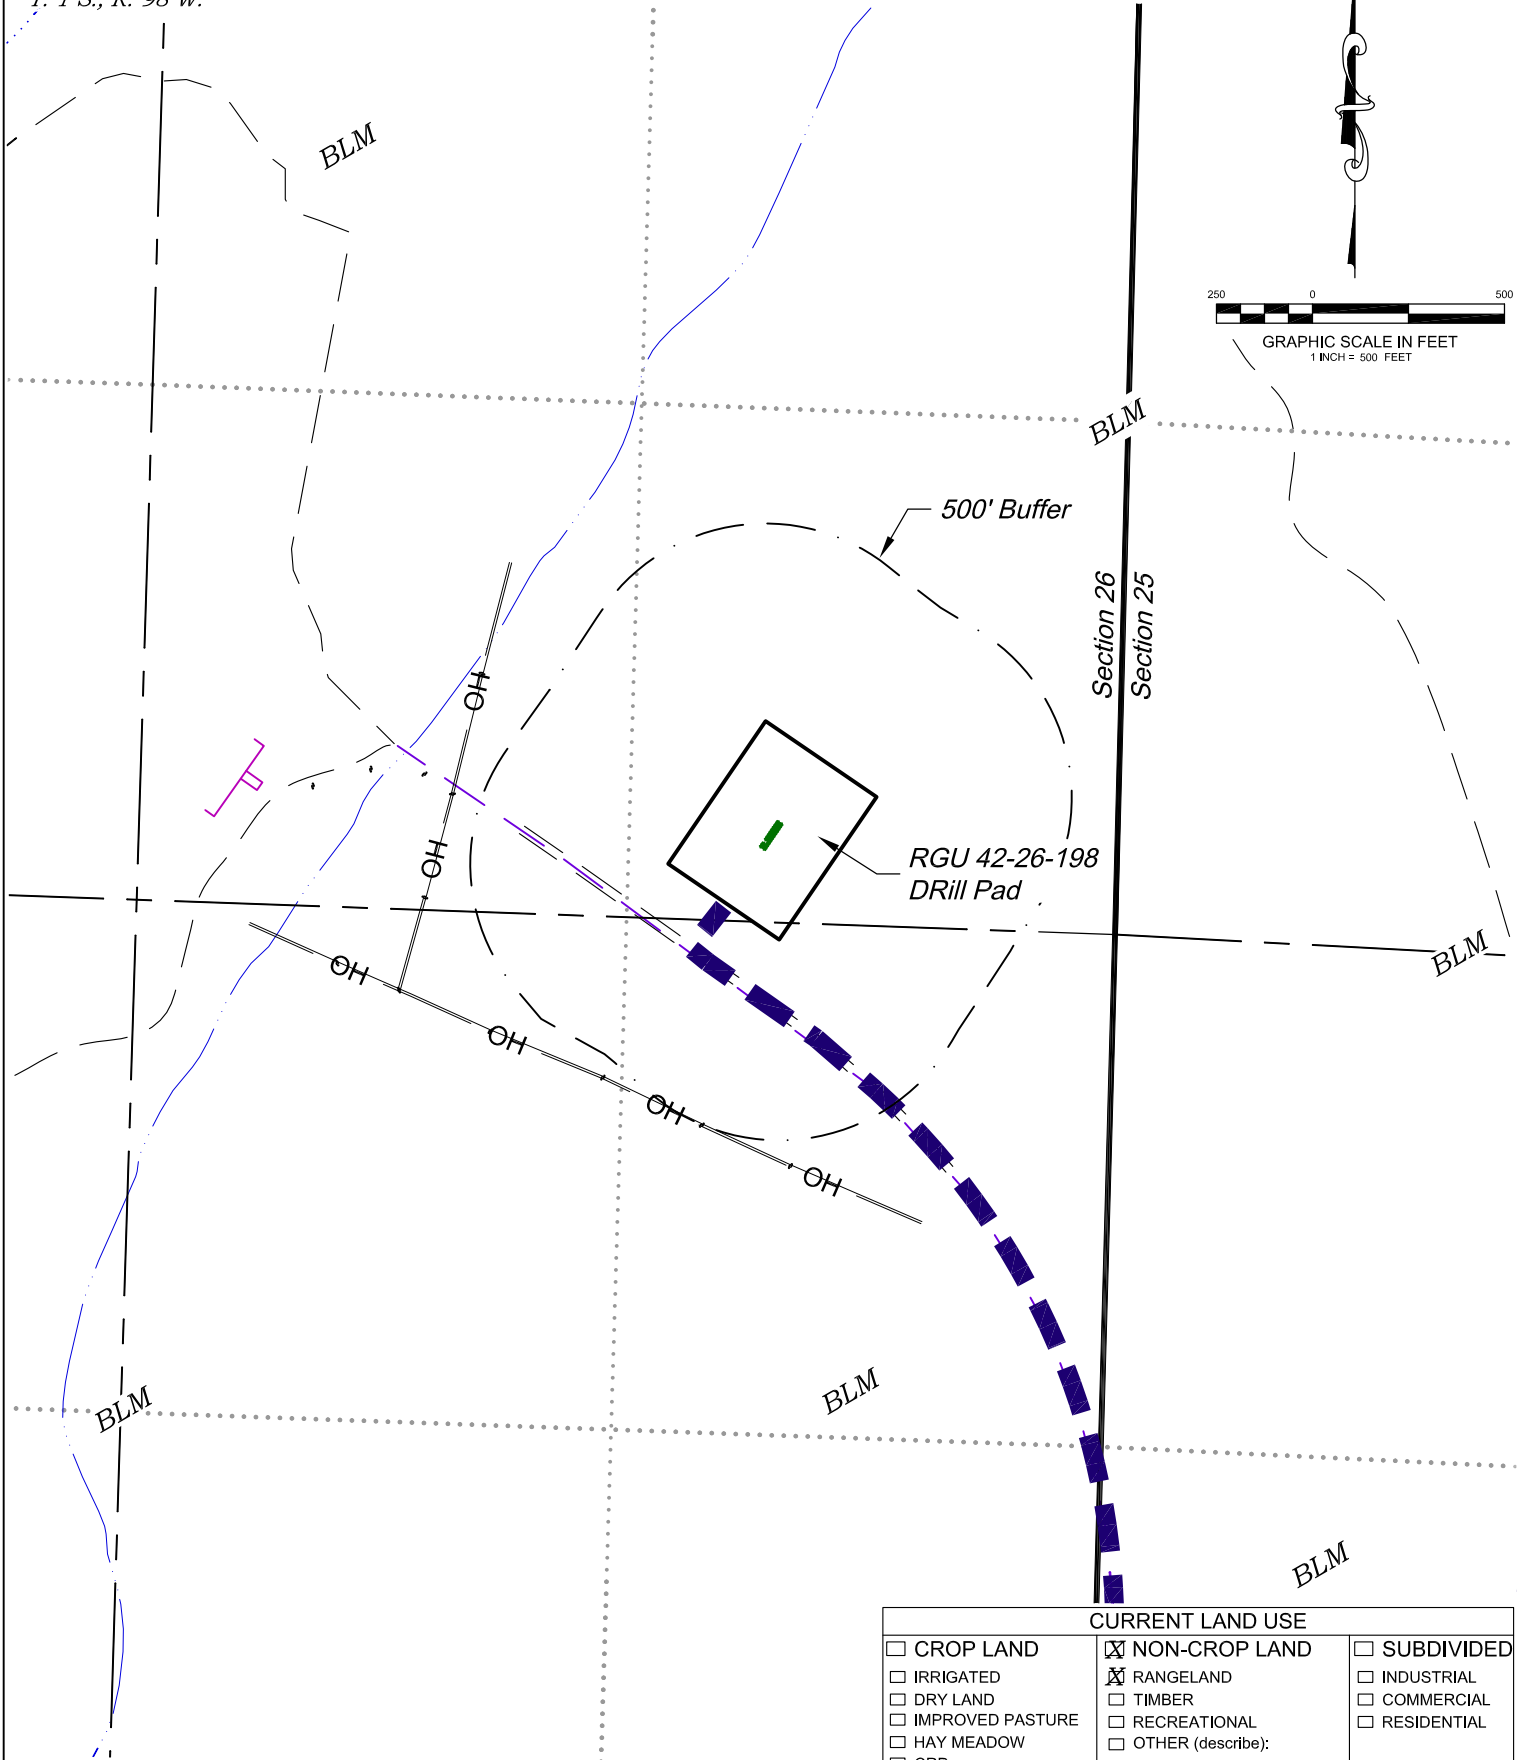 T. 1 S., R. 98 W.
BLM
250 0 500
GRAPHIC SCALE IN FEET
1 INCH = 500 FEET
BLM
500' Buffer
Section 26
Section 25
OH
OH
RGU 42-26-198
DRill Pad
BLM
OH
OH
OH
OH
BLM
BLM
BLM
CURRENT LAND USE
CROP LAND
IRRIGATED
DRY LAND
IMPROVED PASTURE
HAY MEADOW
X NON-CROP LAND
X RANGELAND
TIMBER
RECREATIONAL
OTHER (describe):
SUBDIVIDED
INDUSTRIAL
COMMERCIAL
RESIDENTIAL